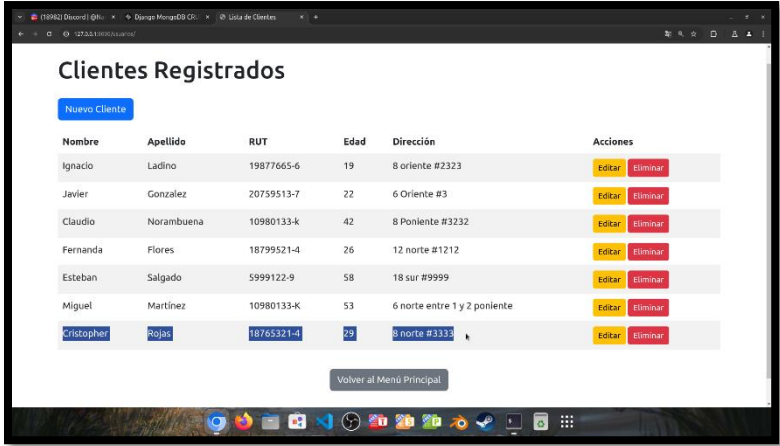 (18982) Discord |
Django MongoDB CRU
Lista de Clientes
Clientes Registrados
Nuevo Cliente
Nombre Apellido RUT Edad Dirección Acciones
Ignacio Ladino 19877665-6 19 8 oriente #2323 Editar Eliminar
Javier Gonzalez 20759513-7 22 6 Oriente #3 Editar Eliminar
Claudio Norambuena 10980133-k 42 8 Poniente #3232 Editar Eliminar
Fernanda Flores 18799521-4 26 12 norte #1212 Editar Eliminar
Esteban Salgado 5999122-9 58 18 sur #9999 Editar Eliminar
Miguel Martínez 10980133-K 53 6 norte entre 1 y 2 poniente Editar Eliminar
Cristopher Rojas 18765321-4 29 8 norte #3333 Editar Eliminar
Volver al Menú Principal